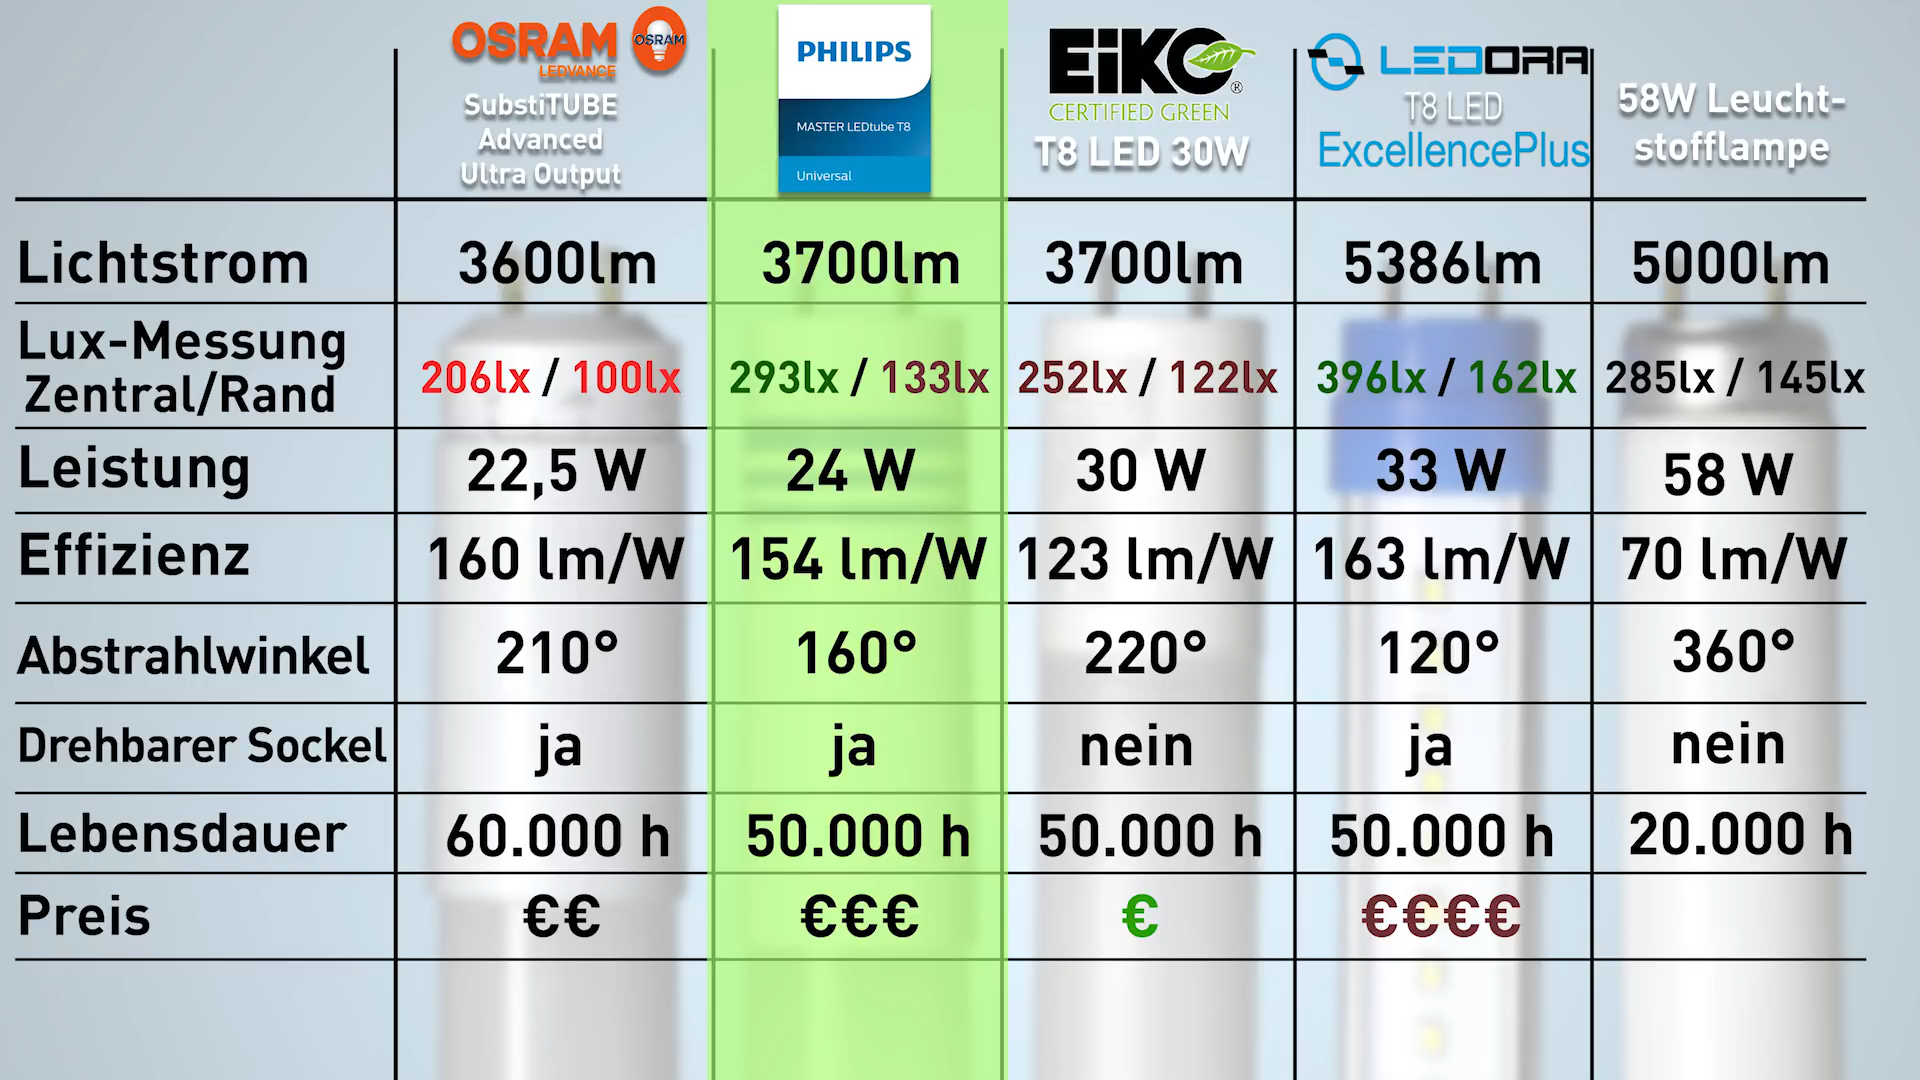 OSRAM OSRAM
LEDVANCE
SubstiTUBE
Advanced
Ultra Output
PHILIPS
MASTER LEDtube T8
Universal
EiKO®
CERTIFIED GREEN
T8 LED 30W
LEDORA
T8 LED
ExcellencePlus
58W Leucht-
stofflampe
Lichtstrom 3600lm 3700lm 3700lm 5386lm 5000lm
Lux-Messung
Zentral/Rand 206lx / 100lx 293lx / 133lx 252lx / 122lx 396lx / 162lx 285lx / 145lx
Leistung 22,5 W 24 W 30 W 33 W 58 W
Effizienz 160 lm/W 154 lm/W 123 lm/W 163 lm/W 70 lm/W
Abstrahlwinkel 210° 160° 220° 120° 360°
Drehbarer Sockel ja ja nein ja nein
Lebensdauer 60.000 h 50.000 h 50.000 h 50.000 h 20.000 h
Preis €€ €€€ € €€€€